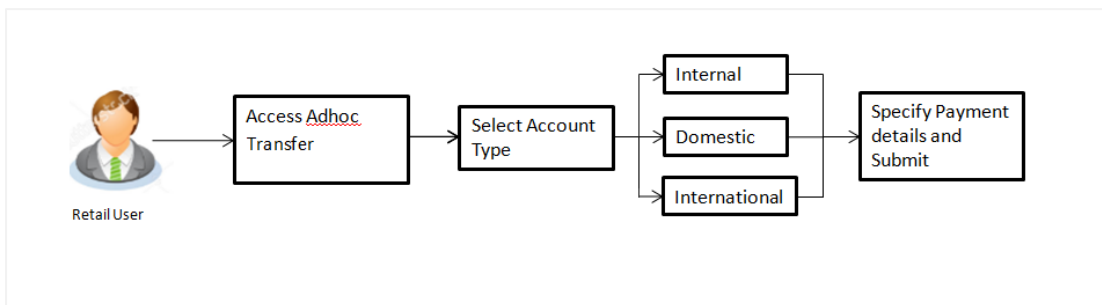 Retail User
Access Adhoc
Transfer
Select Account
Type
Internal
Domestic
International
Specify Payment
details and
Submit